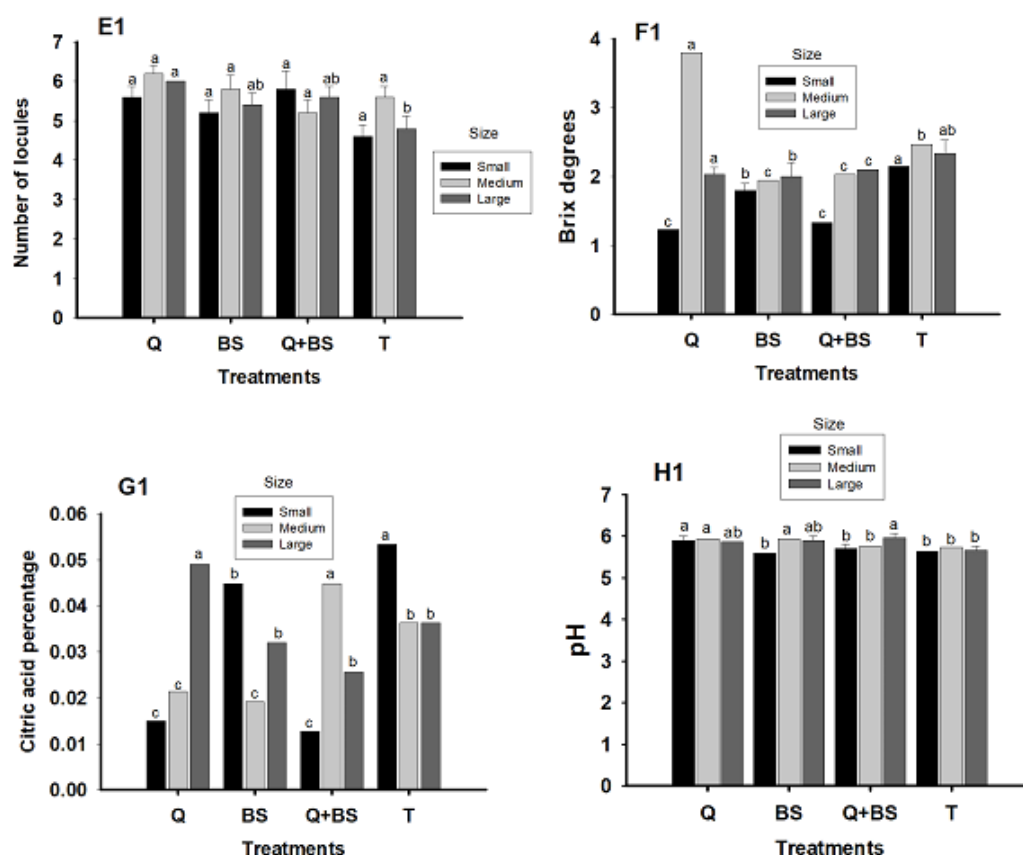 E1
Number of locules
7
6
5
4
3
2
1
0
a a a
a a ab
a a ab
a a b
Size
Small
Medium
Large
Q BS Q+BS T
Treatments
F1
Brix degrees
4
3
2
1
0
Size
Small
Medium
Large
c a a
b c b
c c c
a b ab
Q BS Q+BS T
Treatments
G1
Citric acid percentage
0.06
0.05
0.04
0.03
0.02
0.01
0.00
Size
Small
Medium
Large
c c a
b c b
c a b
a b b
Q BS Q+BS T
Treatments
H1
pH
7
6
5
4
3
2
1
0
Size
Small
Medium
Large
a a ab
b a ab
b b a
b b b
Q BS Q+BS T
Treatments